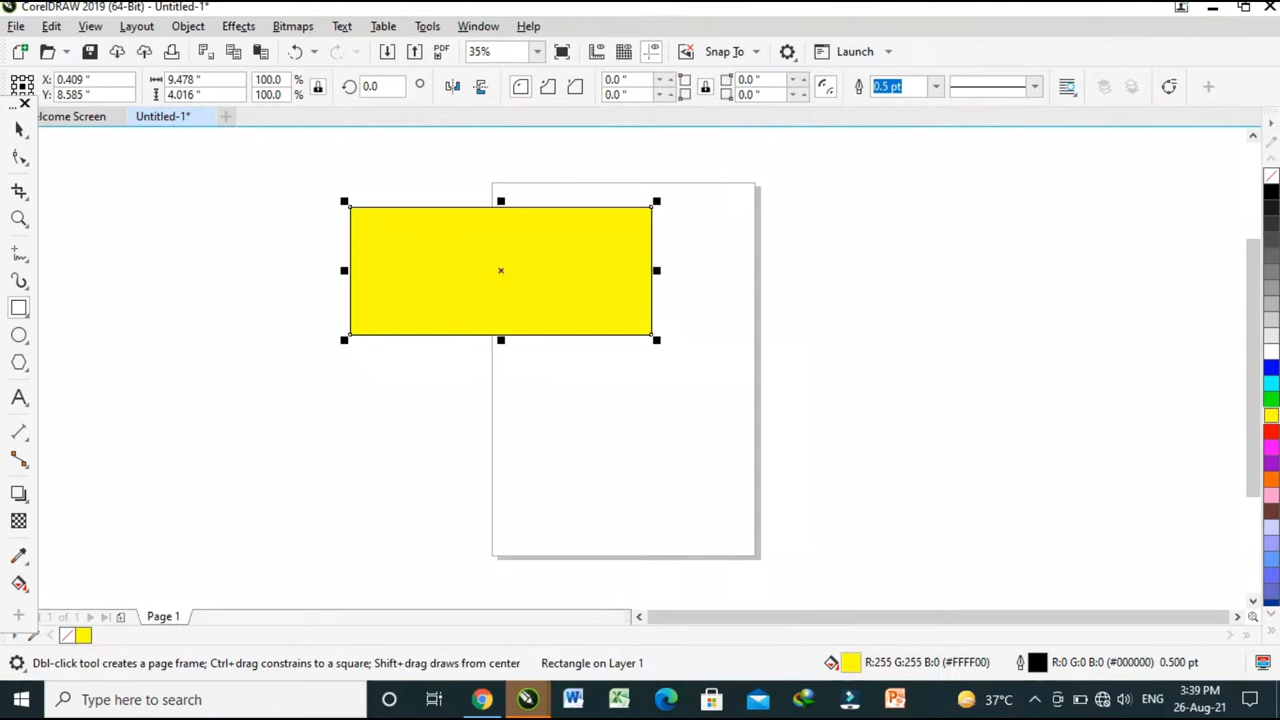 CorelDRAW 2019 (64-Bit) - Untitled-1*
File Edit View Layout Object Effects Bitmaps Text Table Tools Window Help
PDF 35% Snap To Launch
X: 0.409 " 9.478 " 100.0 % 0.0 0.0 " 0.0 " 0.5 pt
Y: 8.585 " 4.016 " 100.0 % 0.0 " 0.0 "
elcome Screen Untitled-1*
1 of 1 Page 1
Dbl-click tool creates a page frame; Ctrl+drag constrains to a square; Shift+drag draws from center Rectangle on Layer 1 R:255 G:255 B:0 (#FFFF00) R:0 G:0 B:0 (#000000) 0.500 pt
Type here to search 37°C ENG 3:39 PM
26-Aug-21